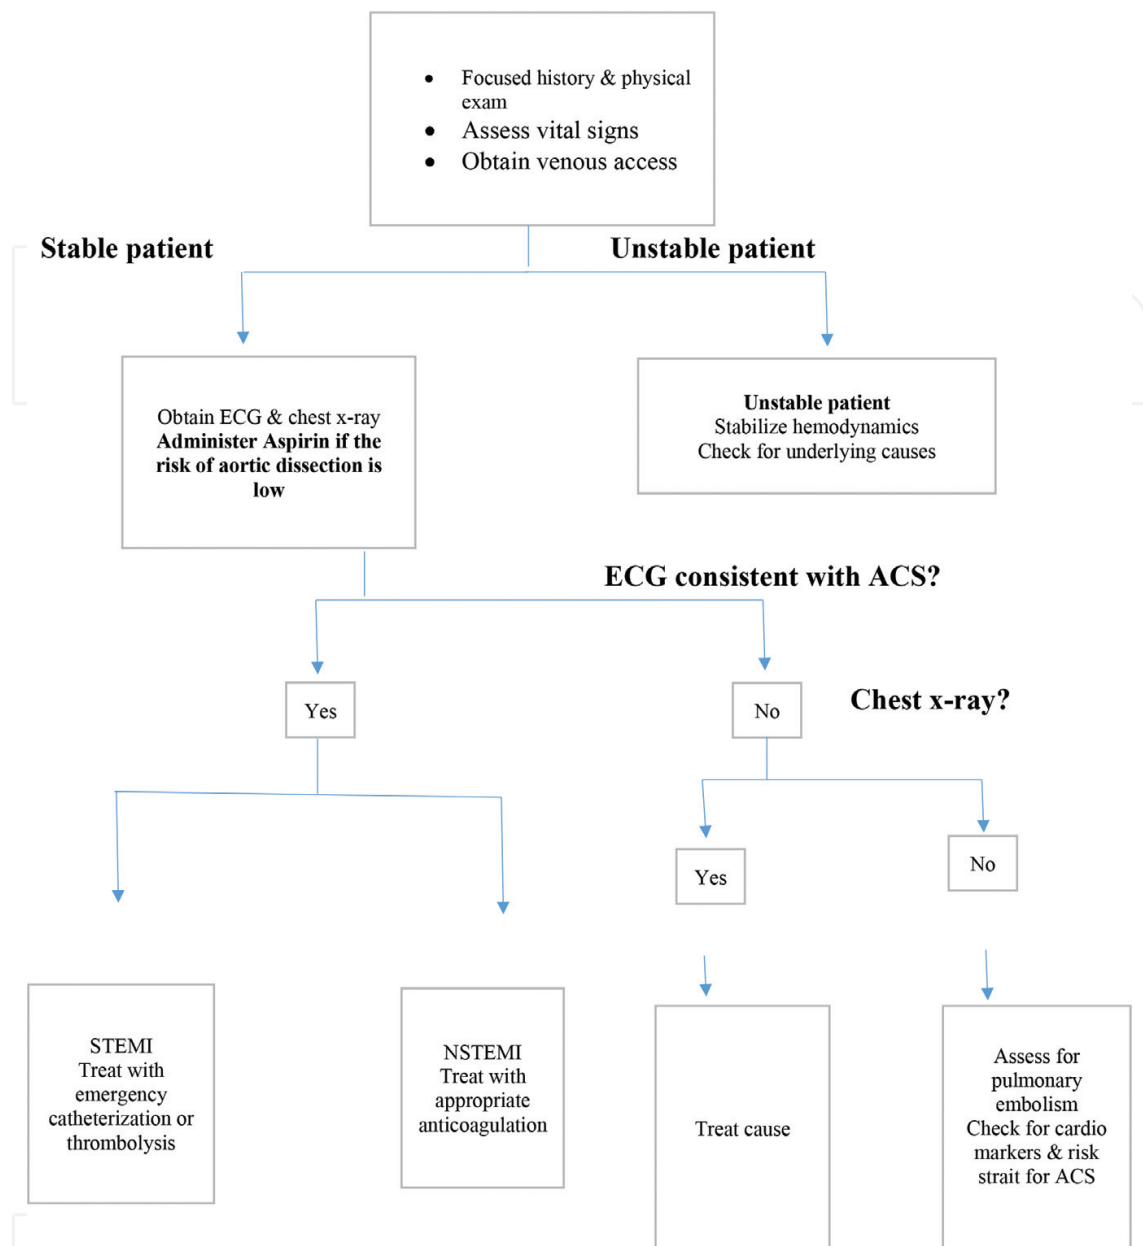 • Focused history & physical
exam
• Assess vital signs
• Obtain venous access
Stable patient
Unstable patient
Obtain ECG & chest x-ray
Administer Aspirin if the
risk of aortic dissection is
low
Unstable patient
Stabilize hemodynamics
Check for underlying causes
ECG consistent with ACS?
Yes
No
Chest x-ray?
Yes
No
STEMI
Treat with
emergency
catheterization or
thrombolysis
NSTEMI
Treat with
appropriate
anticoagulation
Treat cause
Assess for
pulmonary
embolism
Check for cardio
markers & risk
strait for ACS